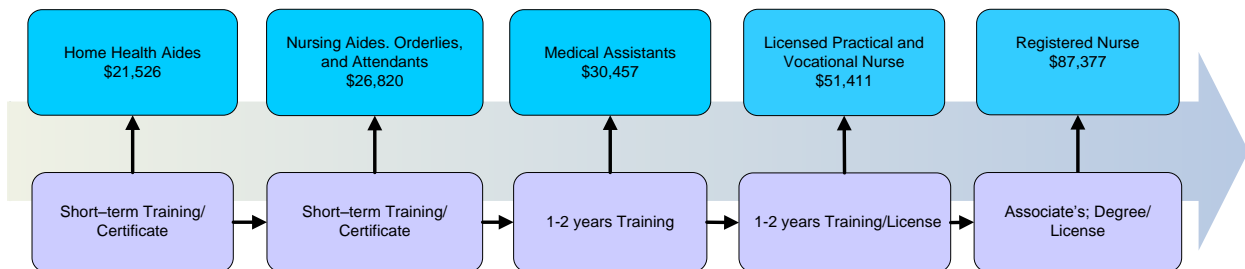 Home Health Aides
$21,526
Nursing Aides. Orderlies,
and Attendants
$26,820
Medical Assistants
$30,457
Licensed Practical and
Vocational Nurse
$51,411
Registered Nurse
$87,377
Short–term Training/
Certificate
Short–term Training/
Certificate
1-2 years Training
1-2 years Training/License
Associate's; Degree/
License